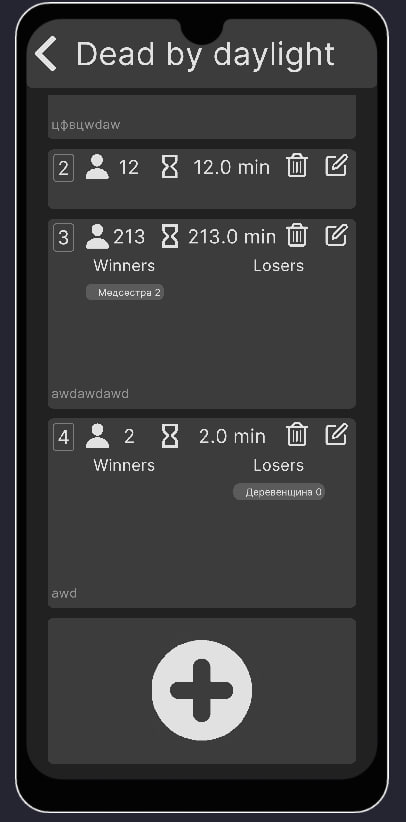 Dead by daylight
цфвцwdaw
2 12 12.0 min
3 213 213.0 min
Winners Losers
Медсестра 2
awdawdawd
4 2 2.0 min
Winners Losers
Деревенщина 0
awd